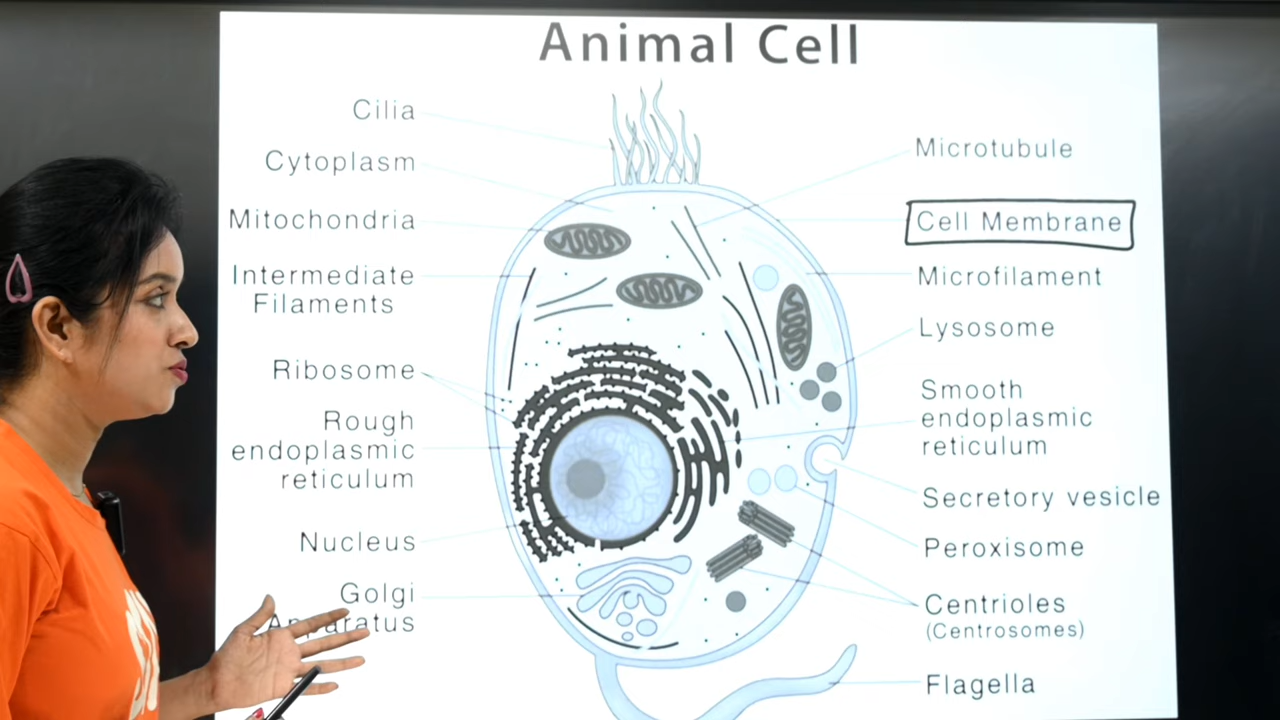 Animal Cell
Cilia
Cytoplasm
Mitochondria
Intermediate
Filaments
Ribosome
Rough
endoplasmic
reticulum
Nucleus
Golgi
Apparatus
Microtubule
Cell Membrane
Microfilament
Lysosome
Smooth
endoplasmic
reticulum
Secretory vesicle
Peroxisome
Centrioles
(Centrosomes)
Flagella